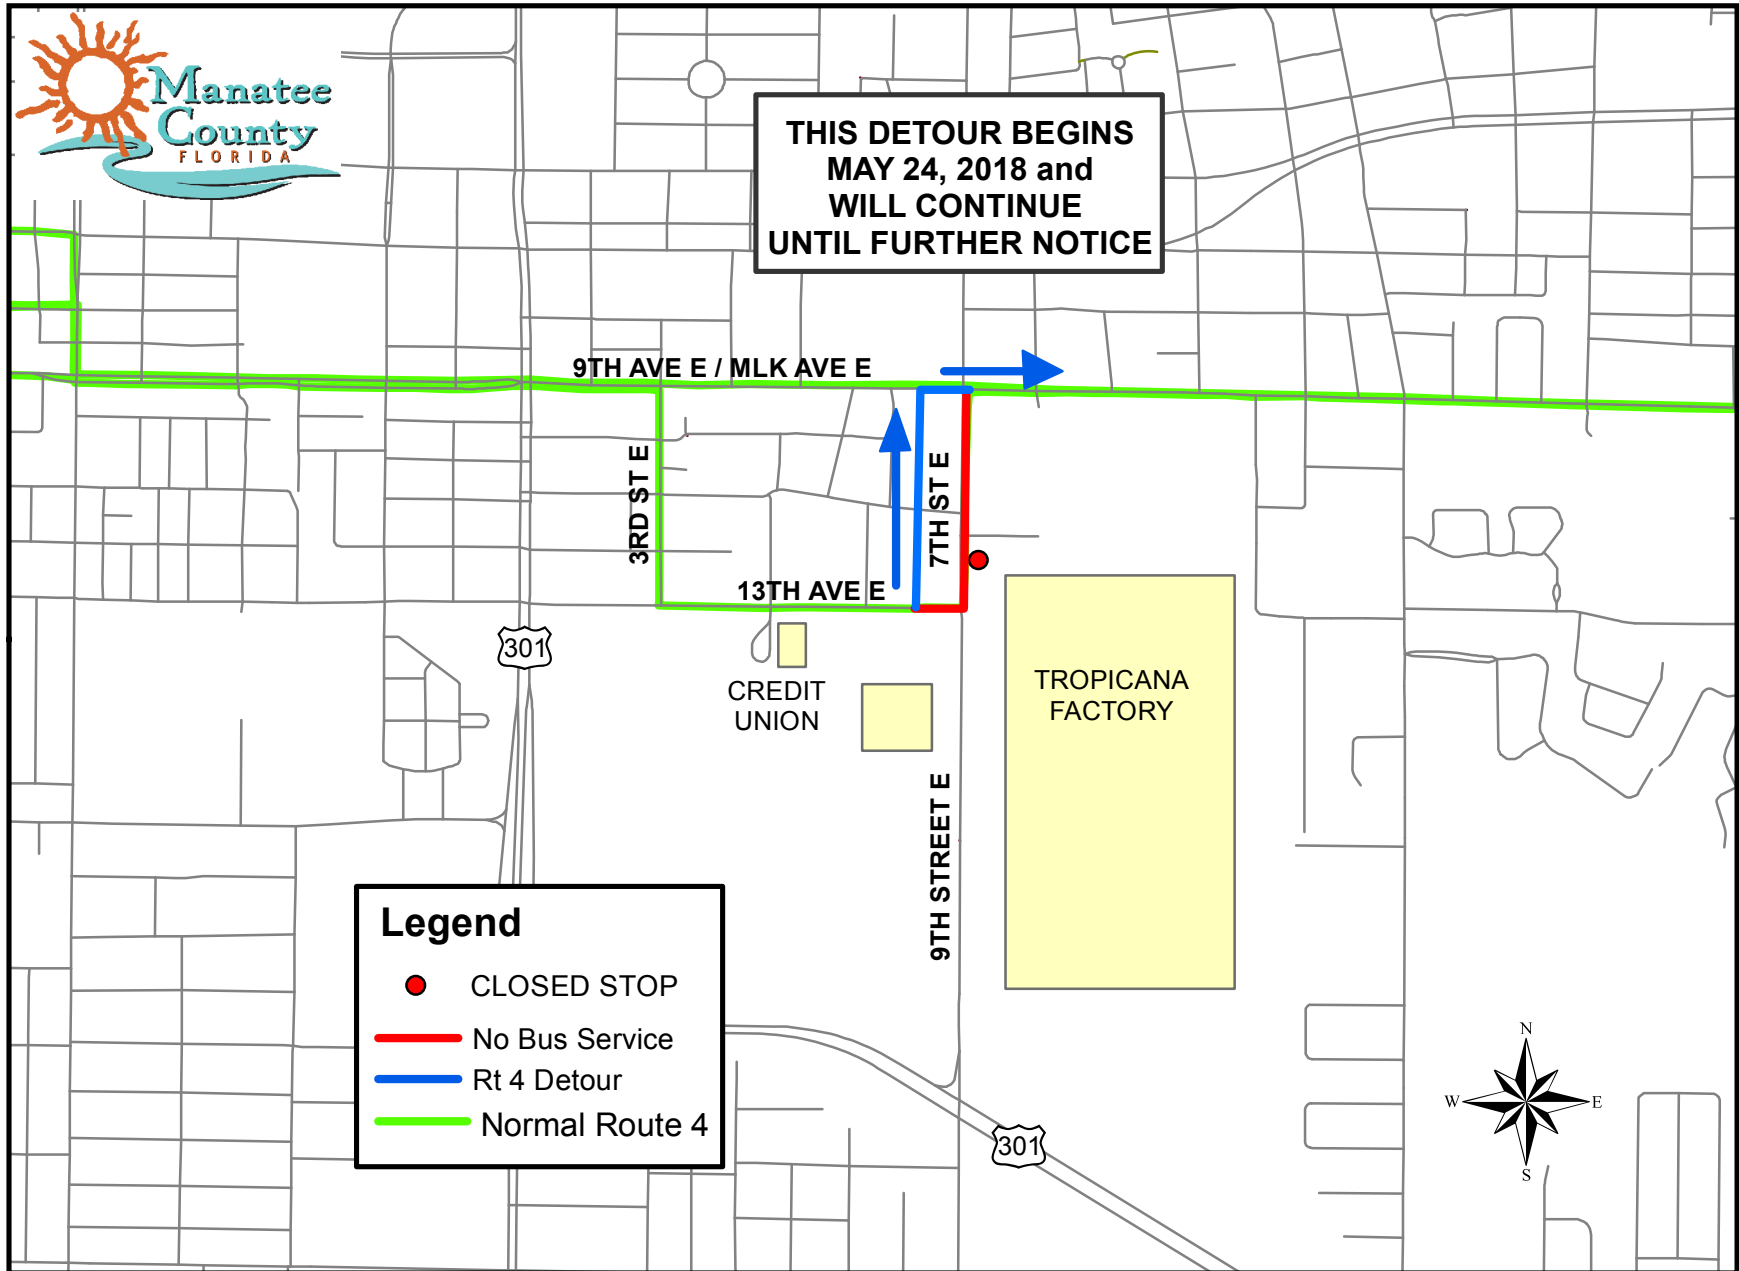 Manatee
County
FLORIDA
THIS DETOUR BEGINS
MAY 24, 2018 and
WILL CONTINUE
UNTIL FURTHER NOTICE
9TH AVE E / MLK AVE E
3RD ST E
7TH ST E
13TH AVE E
301
CREDIT
UNION
TROPICANA
FACTORY
9TH STREET E
Legend
CLOSED STOP
No Bus Service
Rt 4 Detour
Normal Route 4
301
N
W
E
S